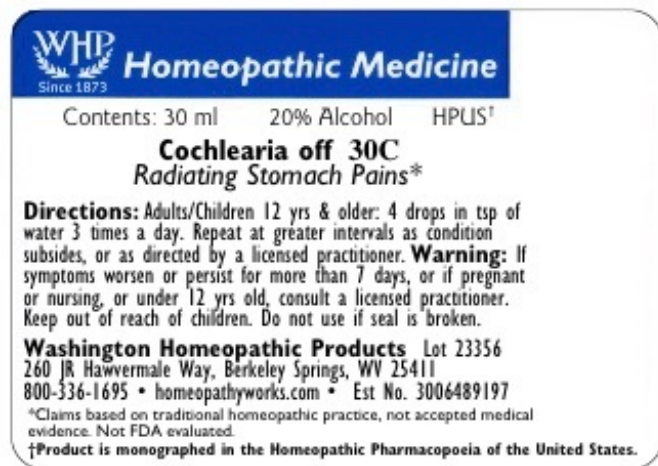 WHP
Since 1873
Homeopathic Medicine
Contents: 30 ml 20% Alcohol HPUS†
Cochlearia off 30C
Radiating Stomach Pains*
Directions: Adults/Children 12 yrs & older: 4 drops in tsp of
water 3 times a day. Repeat at greater intervals as condition
subsides, or as directed by a licensed practitioner. Warning: If
symptoms worsen or persist for more than 7 days, or if pregnant
or nursing, or under 12 yrs old, consult a licensed practitioner.
Keep out of reach of children. Do not use if seal is broken.
Washington Homeopathic Products Lot 23356
260 JR Hawvermale Way, Berkeley Springs, WV 25411
800-336-1695 • homeopathyworks.com • Est No. 3006489197
*Claims based on traditional homeopathic practice, not accepted medical
evidence. Not FDA evaluated.
†Product is monographed in the Homeopathic Pharmacopoeia of the United States.